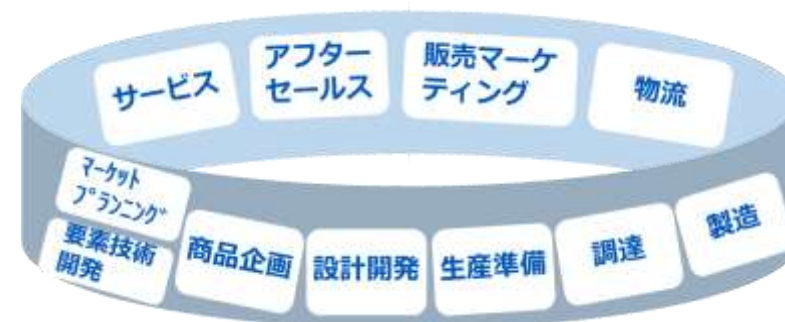 サービス
アフター
セールス
販売マーケ
ティング
物流
ﾏｰｹｯﾄ
ﾌﾟﾗﾝﾆﾝｸﾞ
要素技術
開発
商品企画
設計開発
生産準備
調達
製造